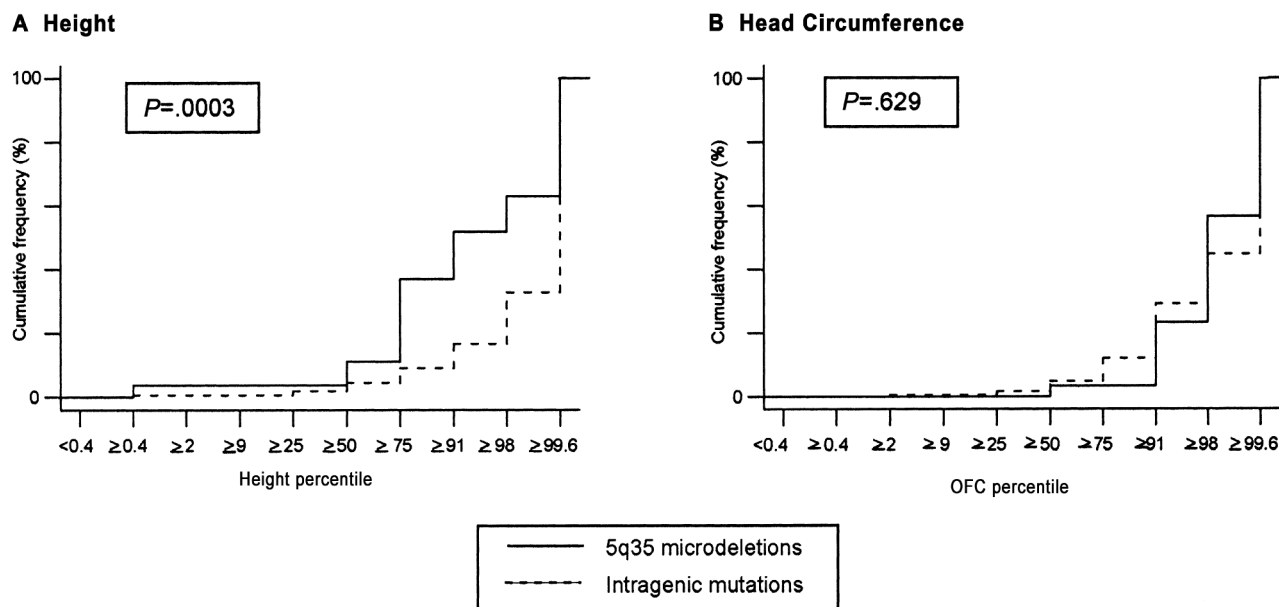 A Height
B Head Circumference
P=.0003
100
0
Cumulative frequency (%)
<0.4 ≥0.4 ≥2 ≥9 ≥25 ≥50 ≥75 ≥91 ≥98 ≥99.6
Height percentile
P=.629
100
0
Cumulative frequency (%)
<0.4 ≥0.4 ≥2 ≥9 ≥25 ≥50 ≥75 ≥91 ≥98 ≥99.6
OFC percentile
5q35 microdeletions
Intragenic mutations